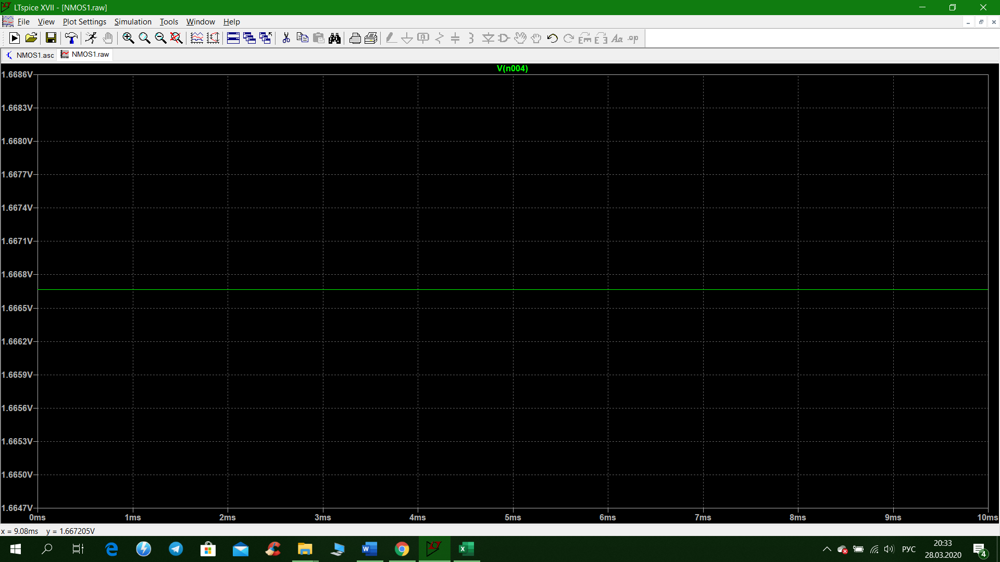 LTspice XVII - [NMOS1.raw]
File View Plot Settings Simulation Tools Window Help
NMOS1.asc NMOS1.raw
V(n004)
1.6686V
1.6683V
1.6680V
1.6677V
1.6674V
1.6671V
1.6668V
1.6665V
1.6662V
1.6659V
1.6656V
1.6653V
1.6650V
1.6647V
0ms 1ms 2ms 3ms 4ms 5ms 6ms 7ms 8ms 9ms 10ms
x = 9.08ms y = 1.667205V
РУС
20:33
28.03.2020
4